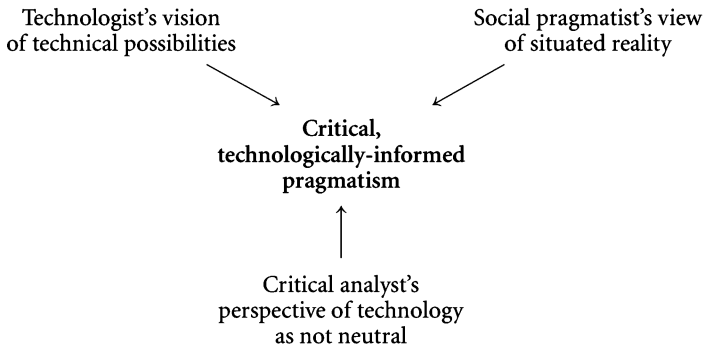 Technologist’s vision
of technical possibilities
Social pragmatist’s view
of situated reality
Critical,
technologically-informed
pragmatism
Critical analyst’s
perspective of technology
as not neutral